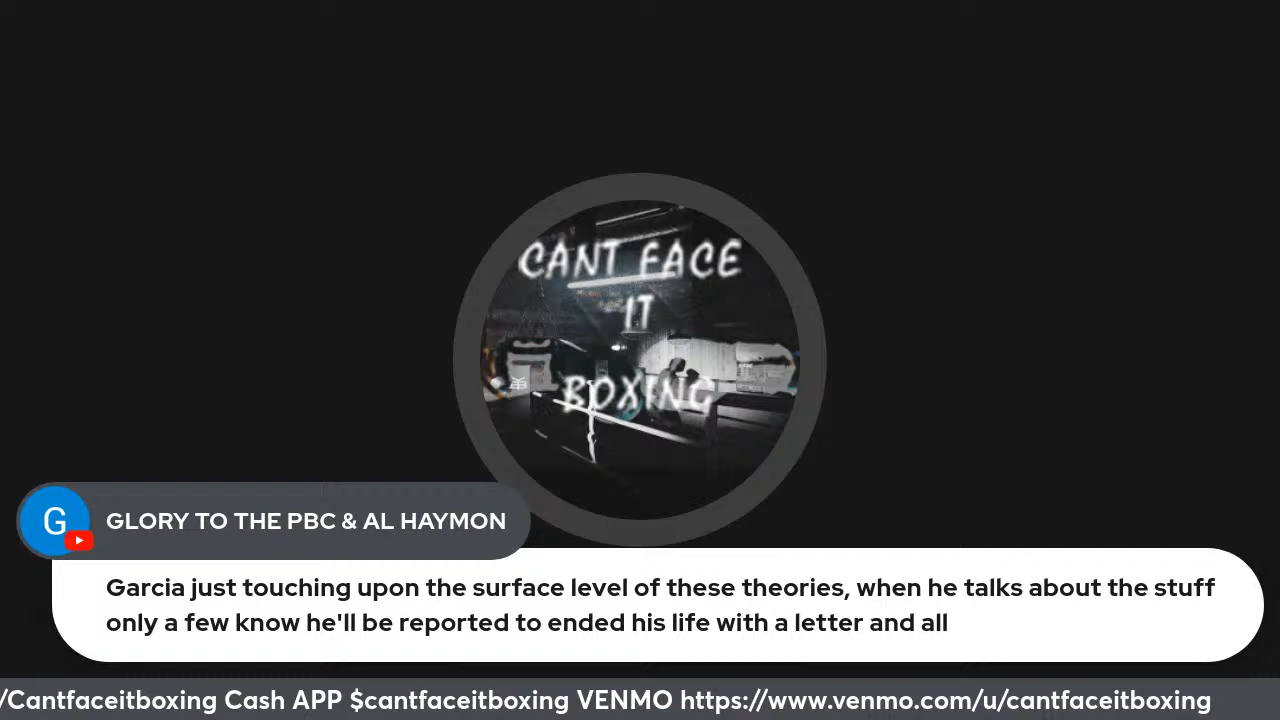 CANT FACE
IT
BOXING
G
GLORY TO THE PBC & AL HAYMON
Garcia just touching upon the surface level of these theories, when he talks about the stuff
only a few know he'll be reported to ended his life with a letter and all
/Cantfaceitboxing Cash APP $cantfaceitboxing VENMO https://www.venmo.com/u/cantfaceitboxing